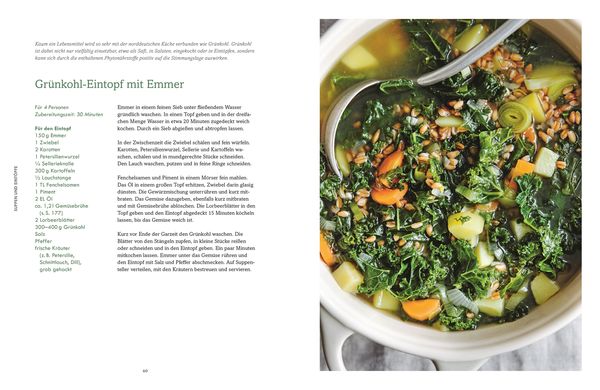 Kaum ein Lebensmittel wird so sehr mit der norddeutschen Küche verbunden wie Grünkohl. Grünkohl
ist dabei nicht nur vielfältig einsetzbar, etwa als Saft, in Salaten, eingekocht oder in Eintöpfen, sondern
kann sich durch die enthaltenen Phytonährstoffe positiv auf die Stimmungslage auswirken.
Grünkohl-Eintopf mit Emmer
Für 4 Personen
Zubereitungszeit: 30 Minuten
Für den Eintopf
150 g Emmer
1 Zwiebel
2 Karotten
1 Petersilienwurzel
¼ Sellerieknolle
300 g Kartoffeln
½ Lauchstange
1 TL Fenchelsamen
1 Piment
2 EL Öl
ca. 1,2 l Gemüsebrühe
(s. S. 177)
2 Lorbeerblätter
300–400 g Grünkohl
Salz
Pfeffer
frische Kräuter
(z. B. Petersilie,
Schnittlauch, Dill),
grob gehackt
Emmer in einem feinen Sieb unter fließendem Wasser
gründlich waschen. In einen Topf geben und in der dreifa-
chen Menge Wasser in etwa 20 Minuten zugedeckt weich
kochen. Durch ein Sieb abgießen und abtropfen lassen.
In der Zwischenzeit die Zwiebel schälen und fein würfeln.
Karotten, Petersilienwurzel, Sellerie und Kartoffeln wa-
schen, schälen und in mundgerechte Stücke schneiden.
Den Lauch waschen, putzen und in feine Ringe schneiden.
Fenchelsamen und Piment in einem Mörser fein mahlen.
Das Öl in einem großen Topf erhitzen, Zwiebel darin glasig
dünsten. Die Gewürzmischung unterrühren und kurz mit-
braten. Das Gemüse dazugeben, ebenfalls kurz mitbraten
und mit Gemüsebrühe ablöschen. Die Lorbeerblätter in den
Topf geben und den Eintopf abgedeckt 15 Minuten köcheln
lassen, bis das Gemüse weich ist.
Kurz vor Ende der Garzeit den Grünkohl waschen. Die
Blätter von den Stängeln zupfen, in kleine Stücke reißen
oder schneiden und in den Eintopf geben. Ein paar Minuten
mitkochen lassen. Emmer unter das Gemüse rühren und
den Eintopf mit Salz und Pfeffer abschmecken. Auf Suppen-
teller verteilen, mit den Kräutern bestreuen und servieren.
SUPPEN UND EINTÖPFE
60